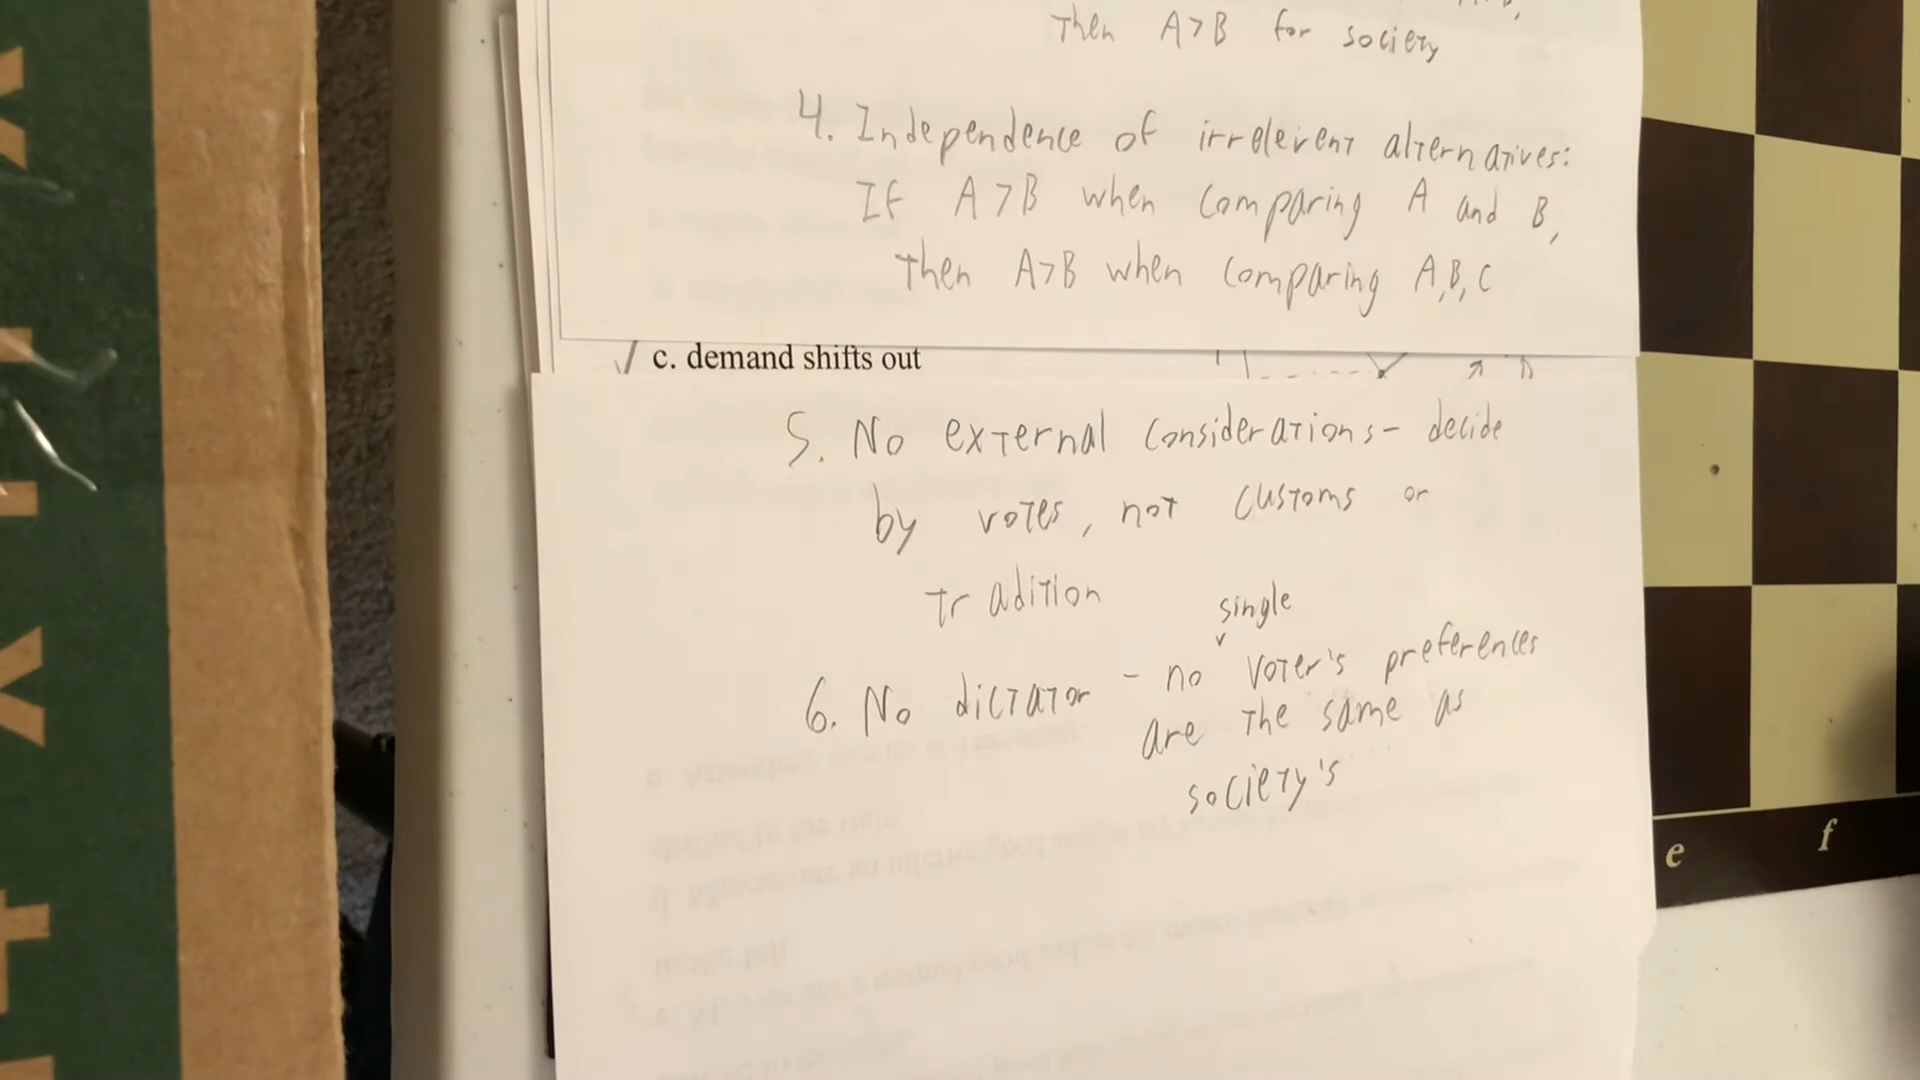 Then A>B for society
4. Independence of irrelevent alternatives:
If A>B when comparing A and B,
then A>B when comparing A,B,C
c. demand shifts out
5. No external considerations- decide
by votes, not customs or
tradition
single
6. No dictator - no voter's preferences
are the same as
society's
e f